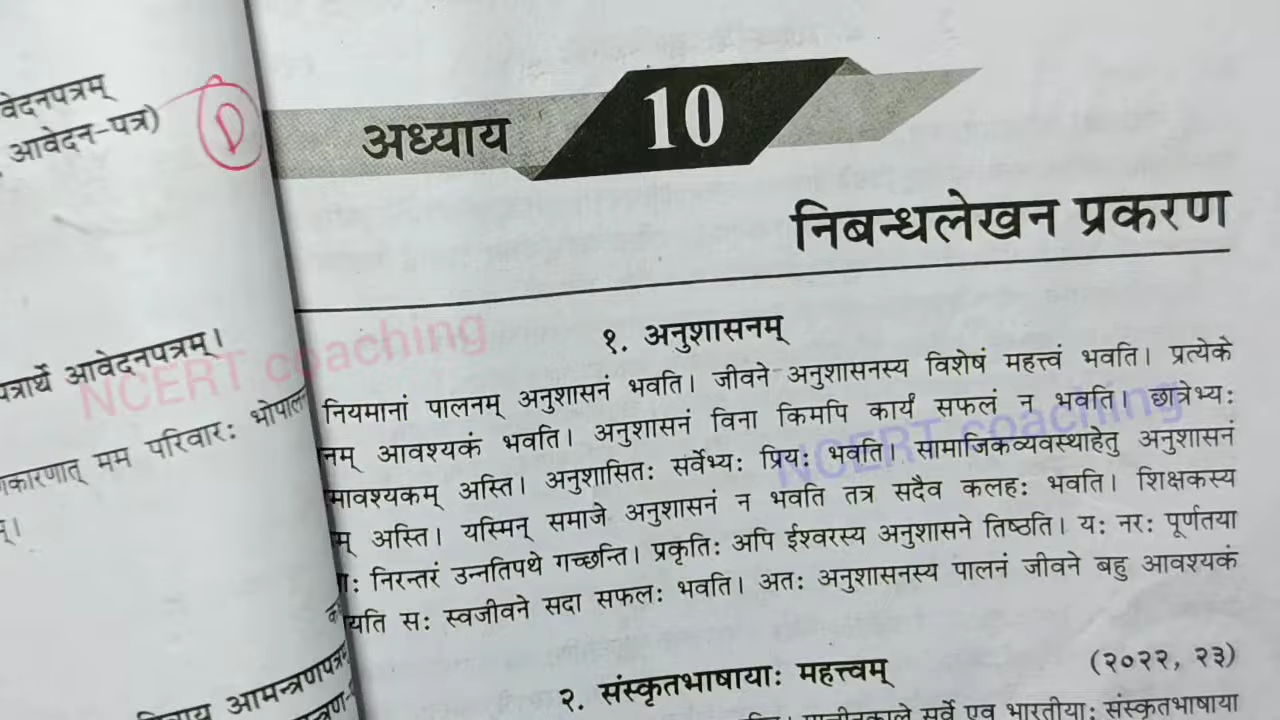 वेदनपत्रम्
आवेदन-पत्र)
D
पत्रार्थे आवेदनपत्रम्।
कारणात् मम परिवारः भोपाल
अध्याय 10
निबन्धलेखन प्रकरण
१. अनुशासनम्
नियमानां पालनम् अनुशासनं भवति। जीवने अनुशासनस्य विशेषं महत्त्वं भवति। प्रत्येके
नम् आवश्यकं भवति। अनुशासनं विना किमपि कार्यं सफलं न भवति। छात्रेभ्यः
मावश्यकम् अस्ति। अनुशासितः सर्वेभ्यः प्रियः भवति। सामाजिकव्यवस्थाहेतु अनुशासनं
म् अस्ति। यस्मिन् समाजे अनुशासनं न भवति तत्र सदैव कलहः भवति। शिक्षकस्य
निरन्तरं उन्नतिपथे गच्छन्ति। प्रकृतिः अपि ईश्वरस्य अनुशासने तिष्ठति। यः नरः पूर्णतया
यति सः स्वजीवने सदा सफलः भवति। अतः अनुशासनस्य पालनं जीवने बहु आवश्यकं
२. संस्कृतभाषायाः महत्त्वम् (२०२२, २३)
सर्वे एव भारतीयाः संस्कृतभाषाया
आमन्त्रणपत्रम्
NCERT coaching
NCERT coaching